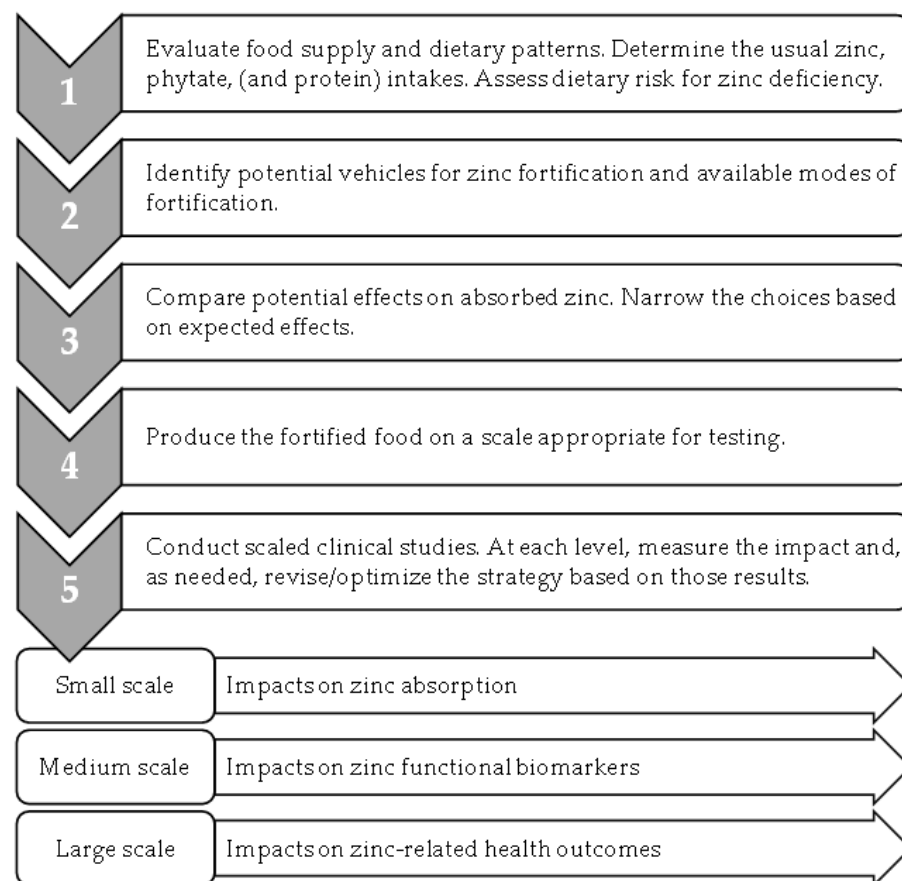 1
Evaluate food supply and dietary patterns. Determine the usual zinc,
phytate, (and protein) intakes. Assess dietary risk for zinc deficiency.
2
Identify potential vehicles for zinc fortification and available modes of
fortification.
3
Compare potential effects on absorbed zinc. Narrow the choices based
on expected effects.
4
Produce the fortified food on a scale appropriate for testing.
5
Conduct scaled clinical studies. At each level, measure the impact and,
as needed, revise/optimize the strategy based on those results.
Small scale
Impacts on zinc absorption
Medium scale
Impacts on zinc functional biomarkers
Large scale
Impacts on zinc-related health outcomes